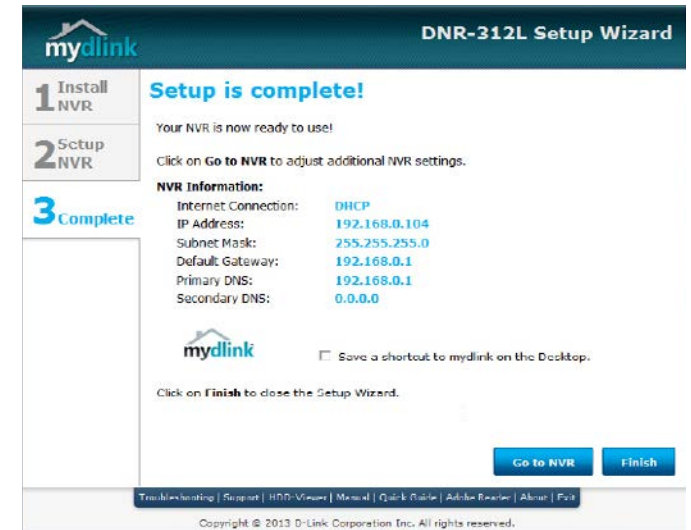 mydlink
DNR-312L Setup Wizard
1 Install NVR
2 Setup NVR
3 Complete
Setup is complete!
Your NVR is now ready to use!
Click on Go to NVR to adjust additional NVR settings.
NVR Information:
Internet Connection: DHCP
IP Address: 192.168.0.104
Subnet Mask: 255.255.255.0
Default Gateway: 192.168.0.1
Primary DNS: 192.168.0.1
Secondary DNS: 0.0.0.0
mydlink
Save a shortcut to mydlink on the Desktop.
Click on Finish to close the Setup Wizard.
Go to NVR Finish
Troubleshooting | Support | HDD-Viewer | Manual | Quick Guide | Adobe Reader | About | Exit
Copyright © 2013 D-Link Corporation Inc. All rights reserved.